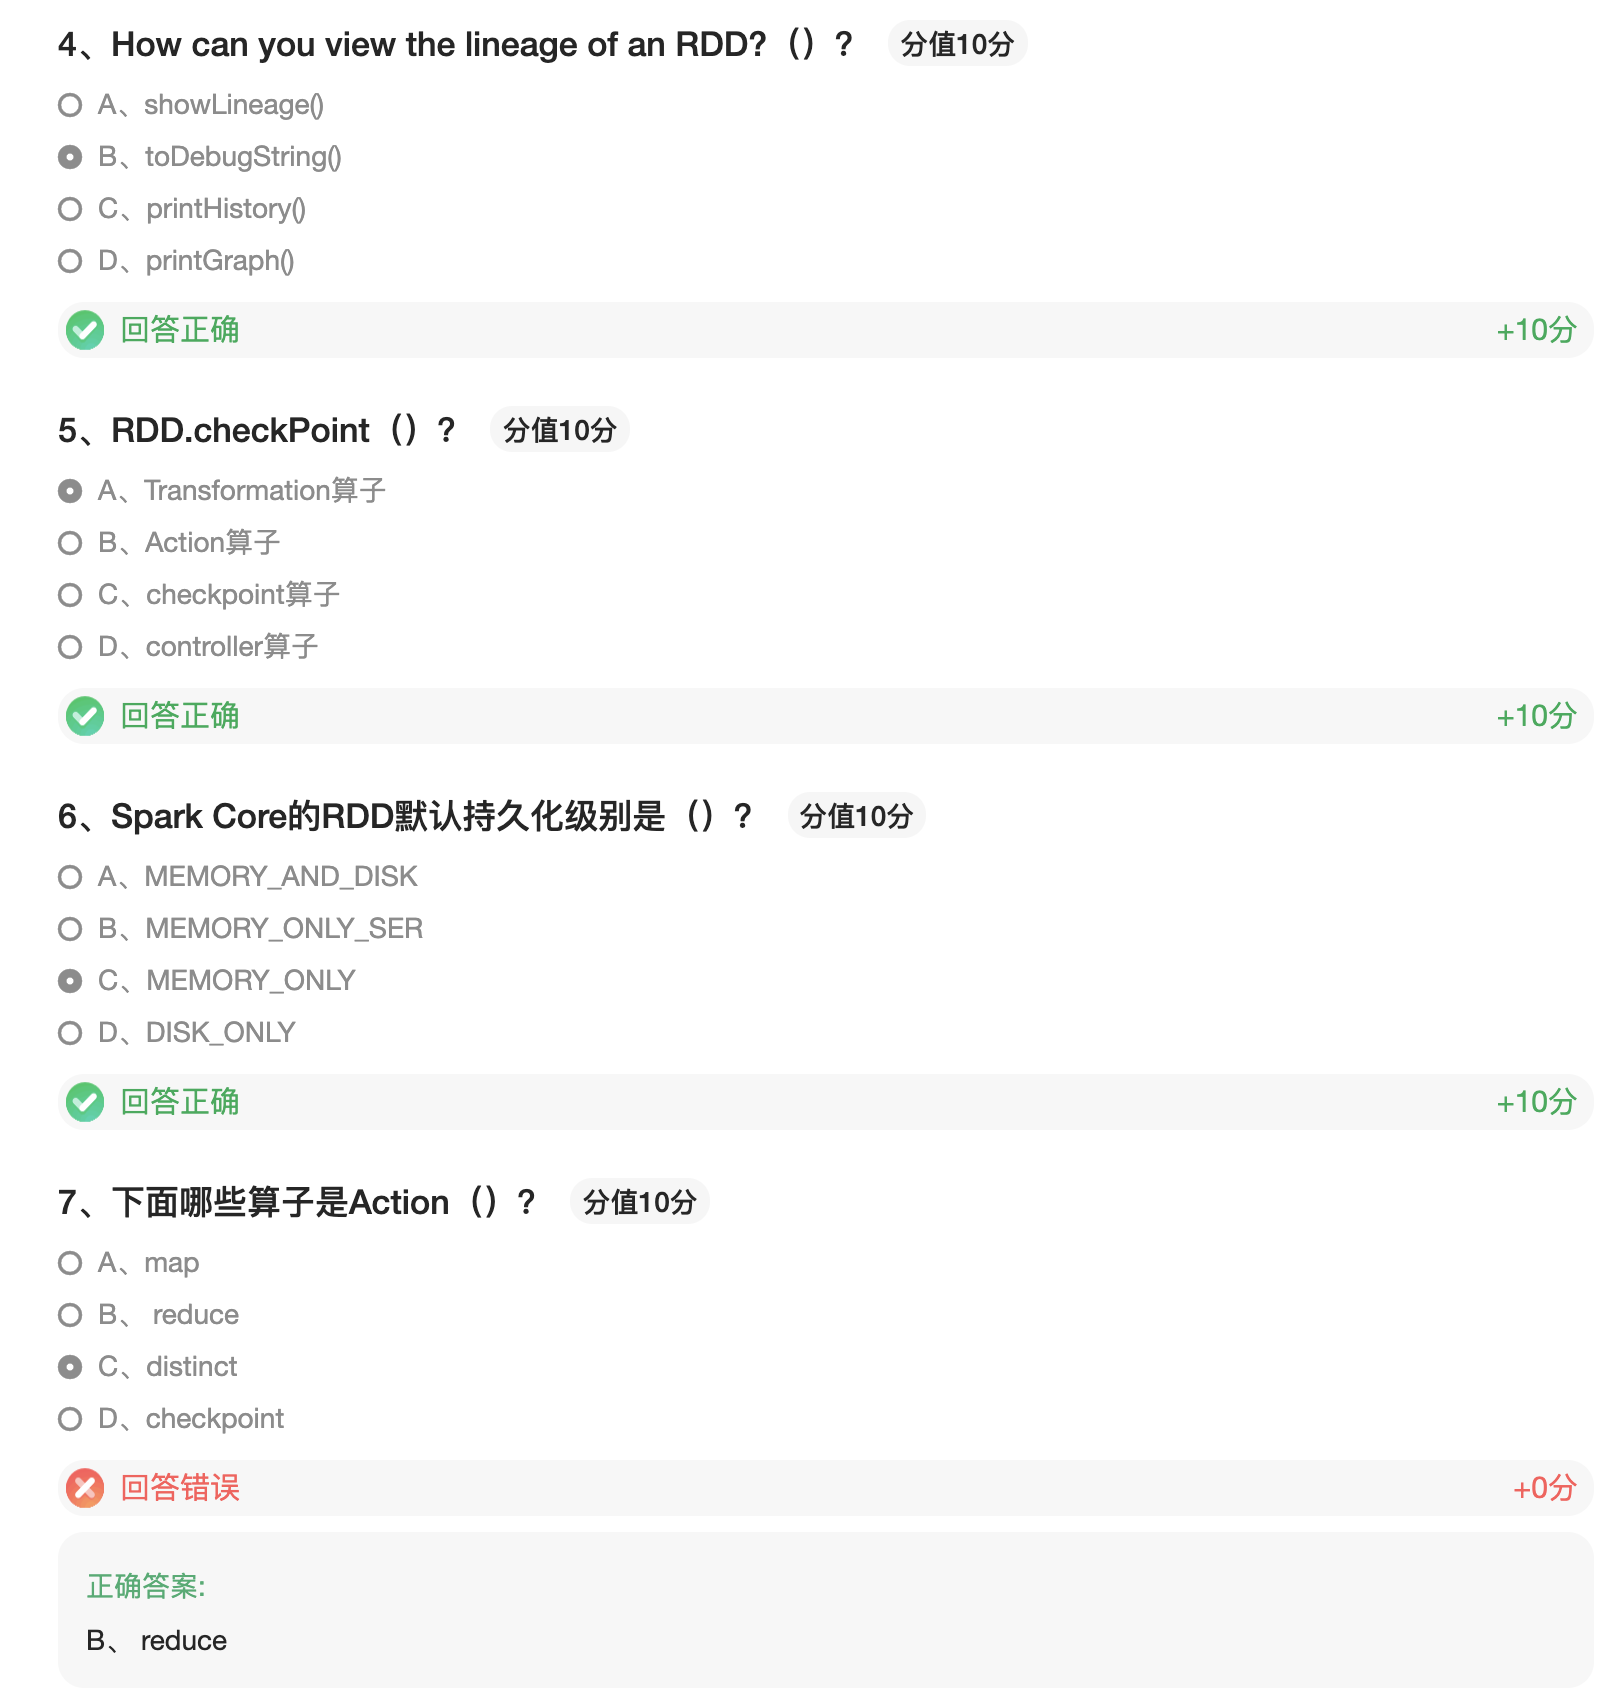 4、How can you view the lineage of an RDD?（）？ 分值10分
A、showLineage()
B、toDebugString()
C、printHistory()
D、printGraph()
回答正确 +10分
5、RDD.checkPoint（）？ 分值10分
A、Transformation算子
B、Action算子
C、checkpoint算子
D、controller算子
回答正确 +10分
6、Spark Core的RDD默认持久化级别是（）？ 分值10分
A、MEMORY_AND_DISK
B、MEMORY_ONLY_SER
C、MEMORY_ONLY
D、DISK_ONLY
回答正确 +10分
7、下面哪些算子是Action（）？ 分值10分
A、map
B、 reduce
C、distinct
D、checkpoint
回答错误 +0分
正确答案:
B、 reduce